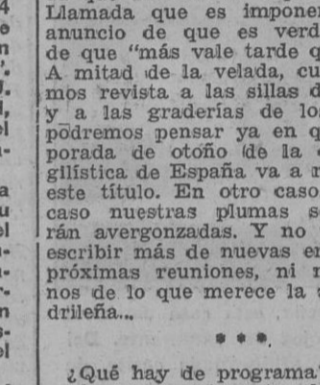 Llamada que es impone
anuncio de que es verd
de que "más vale tarde q
A mitad de la velada, cu
mos revista a las sillas d
y a las graderías de lo
podremos pensar ya en q
porada de otoño (de la
gilística de España va a
este título. En otro caso
caso nuestras plumas s
rán avergonzadas. Y no
escribir más de nuevas e
próximas reuniones, ni
nos de lo que merece la
drileña...
* * *
¿Qué hay de programa